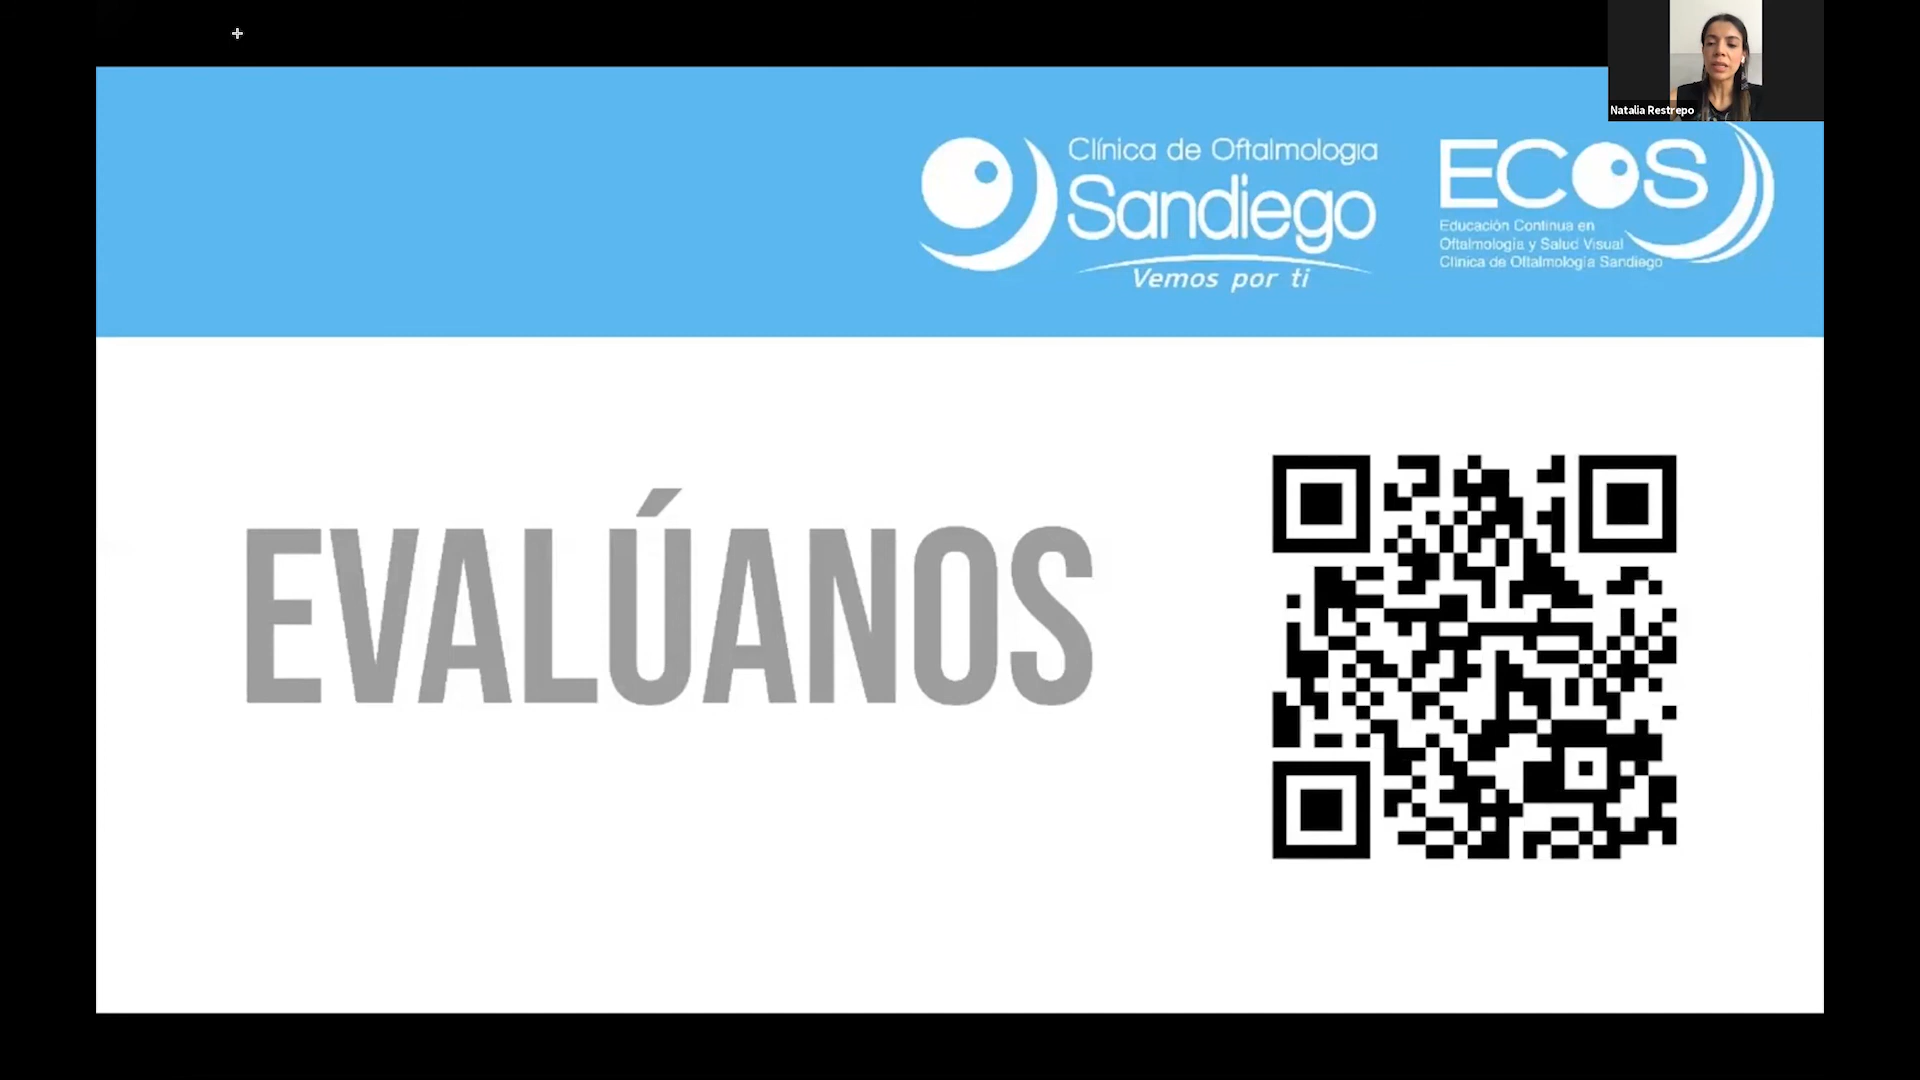 Natalia Restrepo
Clínica de Oftalmología
Sandiego
Vemos por ti
ECOS
Educación Continua en
Oftalmología y Salud Visual
Clínica de Oftalmología Sandiego
EVALÚANOS